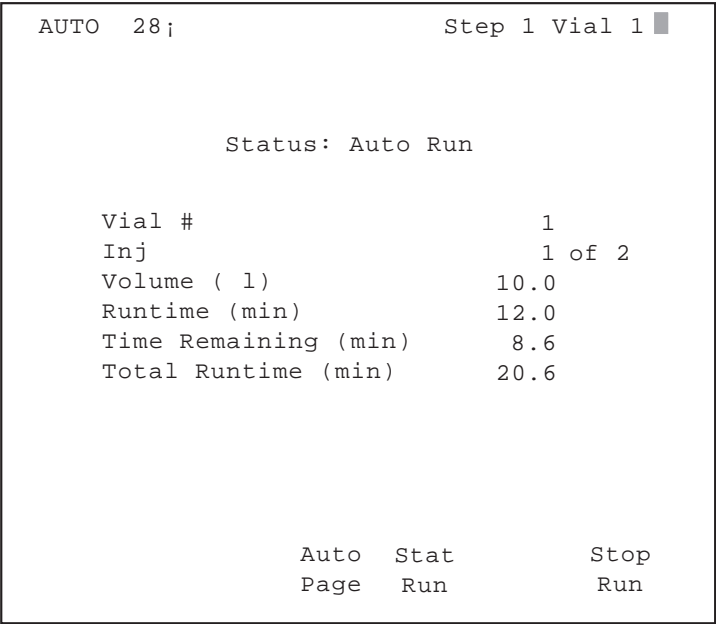 AUTO 28¡ Step 1 Vial 1
Status: Auto Run
Vial # 1
Inj 1 of 2
Volume ( l) 10.0
Runtime (min) 12.0
Time Remaining (min) 8.6
Total Runtime (min) 20.6
Auto Stat Stop
Page Run Run